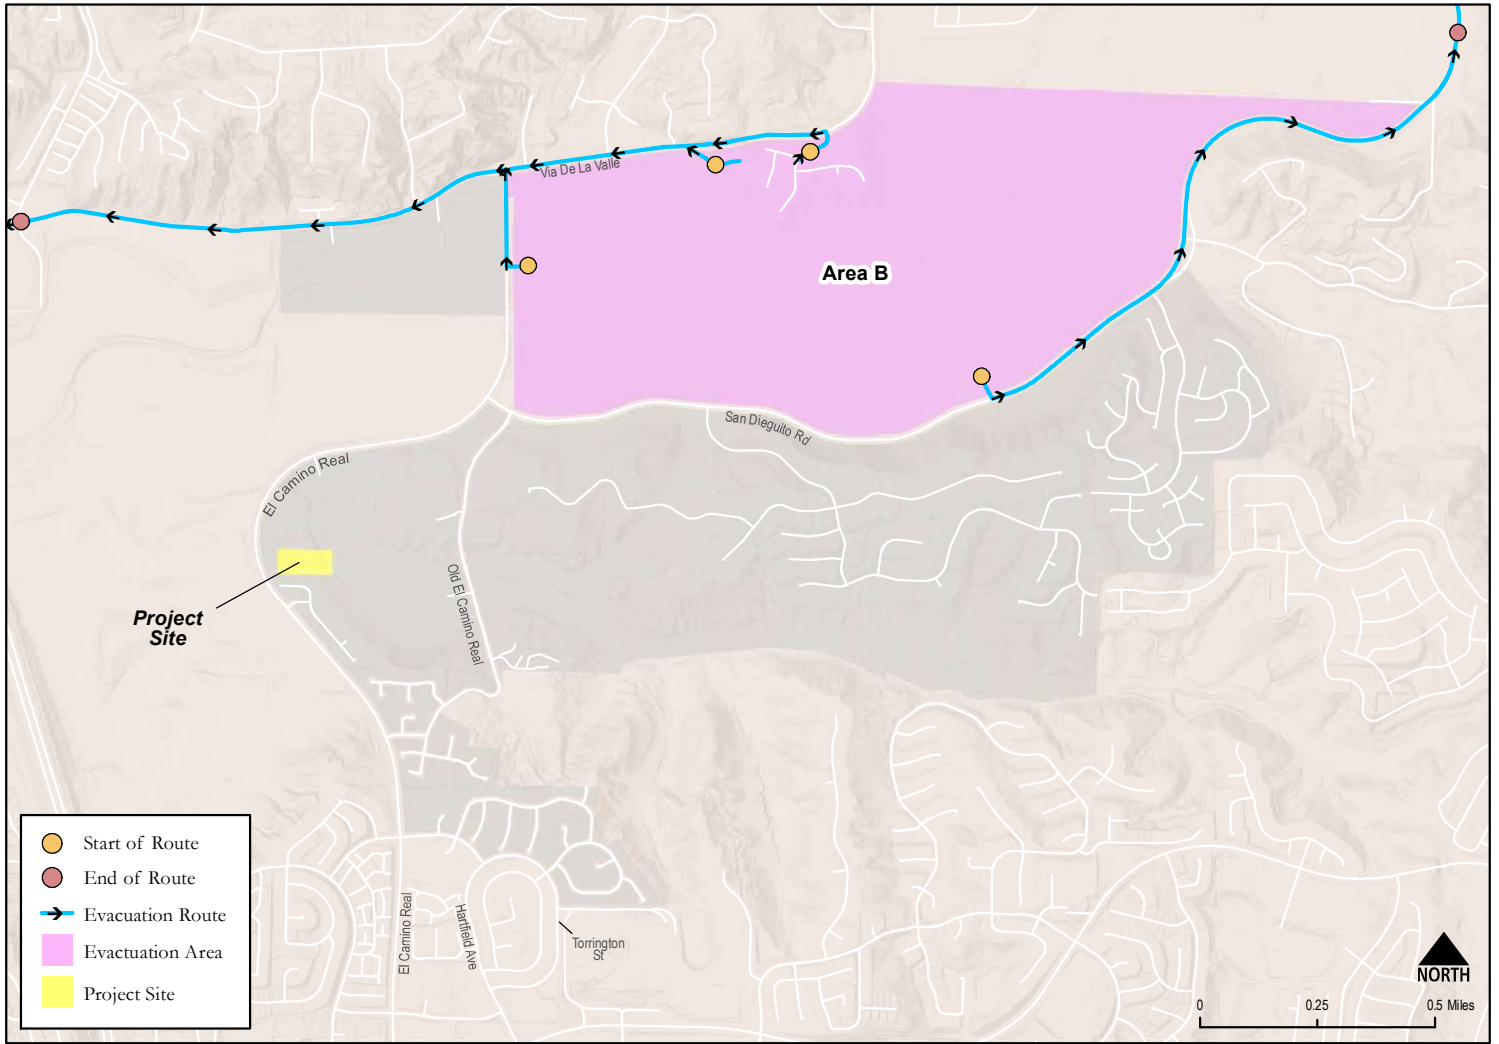 Via De La Valle
Area B
San Dieguito Rd
El Camino Real
Old El Camino Real
Project
Site
Start of Route
End of Route
Evacuation Route
Evactuation Area
Project Site
El Camino Real
Hartfield Ave
Torrington
St
NORTH
0
0.25
0.5 Miles